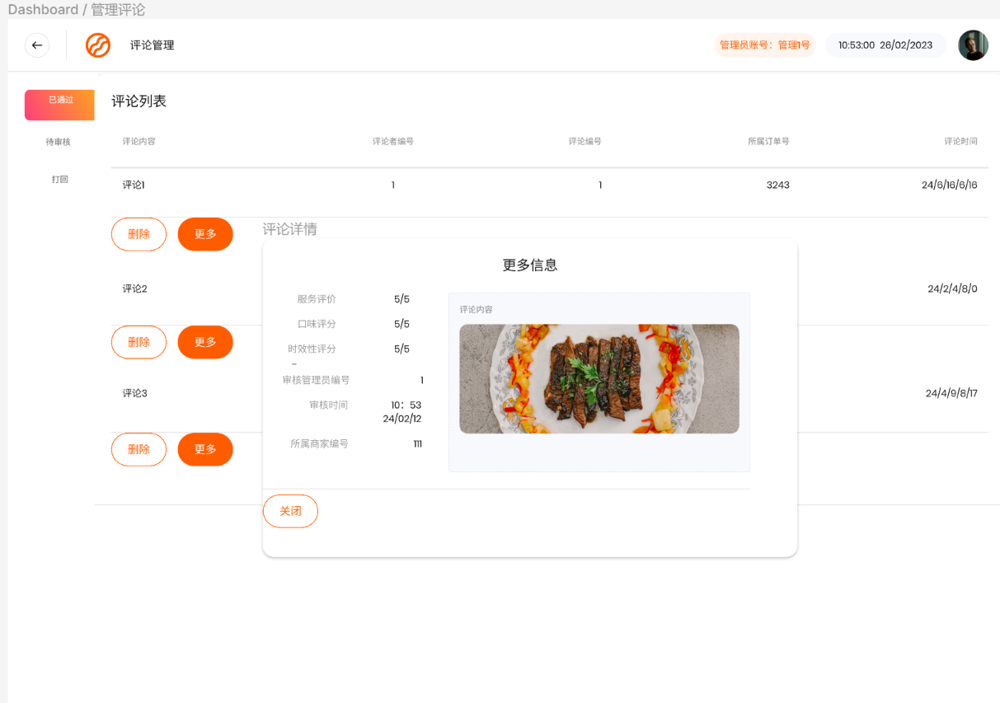 Dashboard / 管理评论
评论管理
管理员账号：管理1号
10:53:00 26/02/2023
已通过
待审核
打回
评论列表
评论内容 评论者编号 评论编号 所属订单号 评论时间
评论1 1 1 3243 24/6/16/6/16
删除 更多
评论详情
更多信息
服务评价 5/5
口味评分 5/5
时效性评分 5/5
–
审核管理员编号 1
审核时间 10：53
24/02/12
所属商家编号 111
评论内容
关闭
评论2 24/2/4/8/0
删除 更多
评论3 24/4/9/8/17
删除 更多